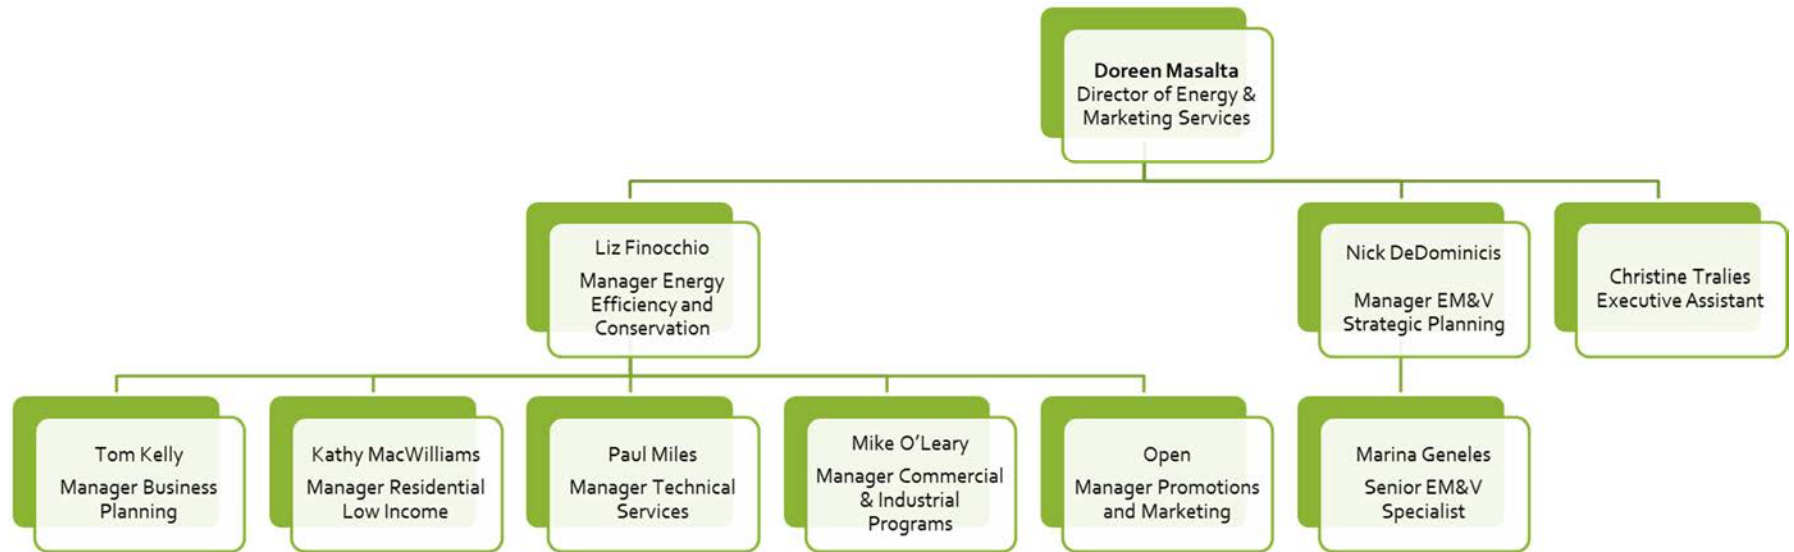 Doreen Masalta
Director of Energy &
Marketing Services
Liz Finocchio
Manager Energy
Efficiency and
Conservation
Nick DeDominicis
Manager EM&V
Strategic Planning
Christine Tralies
Executive Assistant
Tom Kelly
Manager Business
Planning
Kathy MacWilliams
Manager Residential
Low Income
Paul Miles
Manager Technical
Services
Mike O’Leary
Manager Commercial
& Industrial
Programs
Open
Manager Promotions
and Marketing
Marina Geneles
Senior EM&V
Specialist